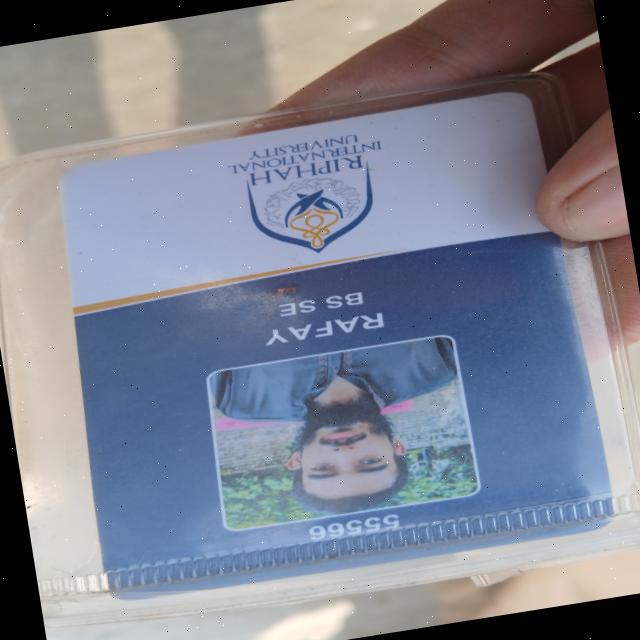 55566
RAFAY
BS SE
RIPHAH
INTERNATIONAL
UNIVERSITY